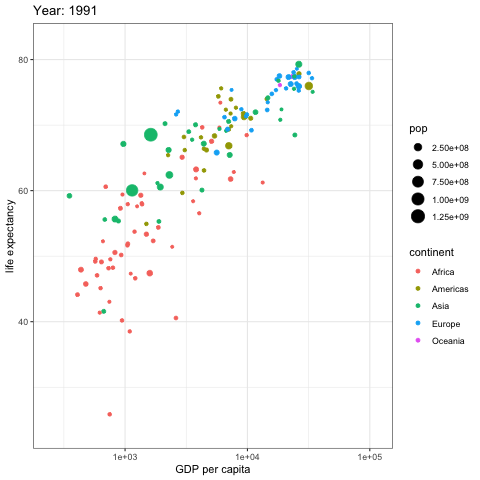 Year: 1991
80
60
40
life expectancy
1e+03
1e+04
1e+05
GDP per capita
pop
2.50e+08
5.00e+08
7.50e+08
1.00e+09
1.25e+09
continent
Africa
Americas
Asia
Europe
Oceania